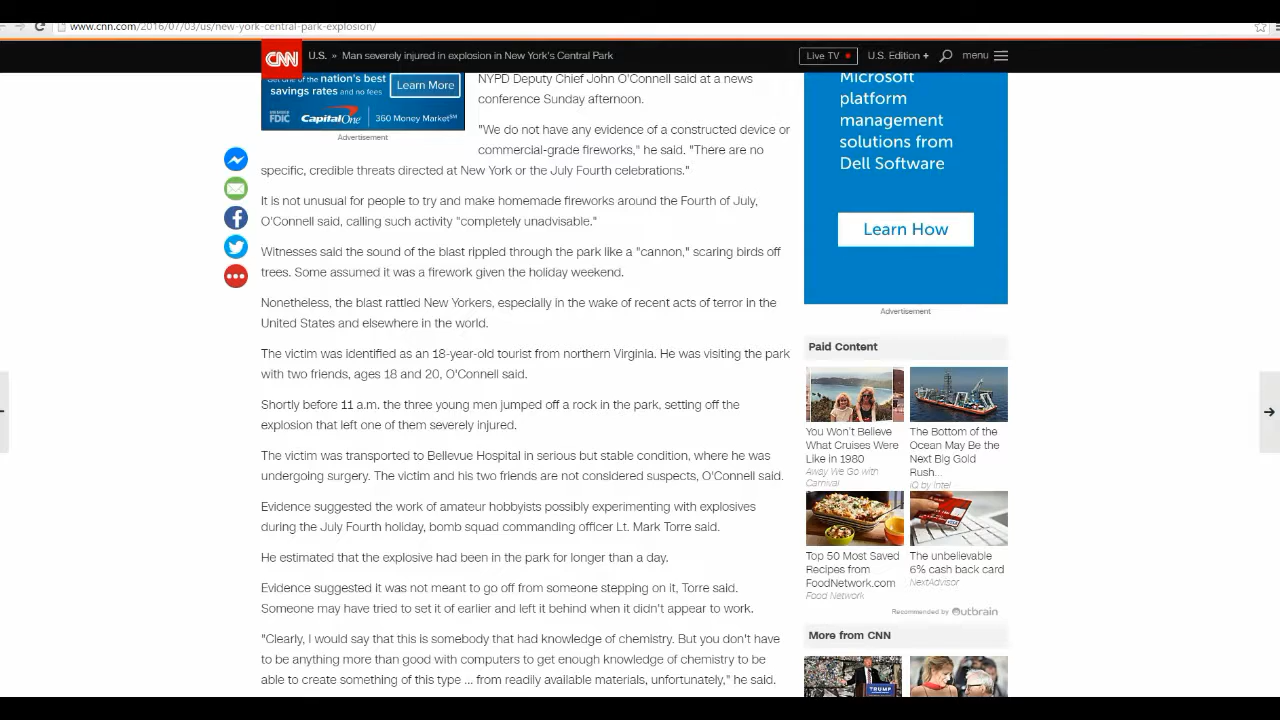 www.cnn.com/2016/07/03/us/new-york-central-park-explosion/
CNN
U.S. » Man severely injured in explosion in New York's Central Park
Live TV
U.S. Edition +
menu
nation's best
savings rates and no fees
Learn More
FDIC
Capital One
360 Money Market SM
Advertisement
NYPD Deputy Chief John O'Connell said at a news
conference Sunday afternoon.
"We do not have any evidence of a constructed device or
commercial-grade fireworks," he said. "There are no
specific, credible threats directed at New York or the July Fourth celebrations."
It is not unusual for people to try and make homemade fireworks around the Fourth of July,
O'Connell said, calling such activity "completely unadvisable."
Witnesses said the sound of the blast rippled through the park like a "cannon," scaring birds off
trees. Some assumed it was a firework given the holiday weekend.
Nonetheless, the blast rattled New Yorkers, especially in the wake of recent acts of terror in the
United States and elsewhere in the world.
The victim was identified as an 18-year-old tourist from northern Virginia. He was visiting the park
with two friends, ages 18 and 20, O'Connell said.
Shortly before 11 a.m. the three young men jumped off a rock in the park, setting off the
explosion that left one of them severely injured.
The victim was transported to Bellevue Hospital in serious but stable condition, where he was
undergoing surgery. The victim and his two friends are not considered suspects, O'Connell said.
Evidence suggested the work of amateur hobbyists possibly experimenting with explosives
during the July Fourth holiday, bomb squad commanding officer Lt. Mark Torre said.
He estimated that the explosive had been in the park for longer than a day.
Evidence suggested it was not meant to go off from someone stepping on it, Torre said.
Someone may have tried to set it of earlier and left it behind when it didn't appear to work.
"Clearly, I would say that this is somebody that had knowledge of chemistry. But you don't have
to be anything more than good with computers to get enough knowledge of chemistry to be
able to create something of this type ... from readily available materials, unfortunately," he said.
Microsoft
platform
management
solutions from
Dell Software
Learn How
Advertisement
Paid Content
You Won't Believe
What Cruises Were
Like in 1980
Away We Go with
Carnival
The Bottom of the
Ocean May Be the
Next Big Gold
Rush...
iQ by Intel
Top 50 Most Saved
Recipes from
FoodNetwork.com
Food Network
The unbelievable
6% cash back card
NextAdvisor
Recommended by Outbrain
More from CNN
TRUMP